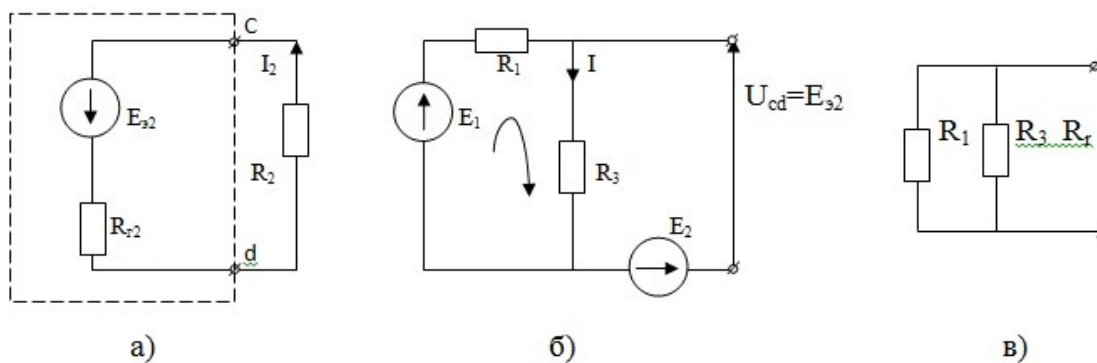 C
I₂
Eэ2
R₂
Rг2
d
а)
R₁
I
E₁
R₃
E₂
Ucd=Eэ2
б)
R₁
R₃ Rг
в)